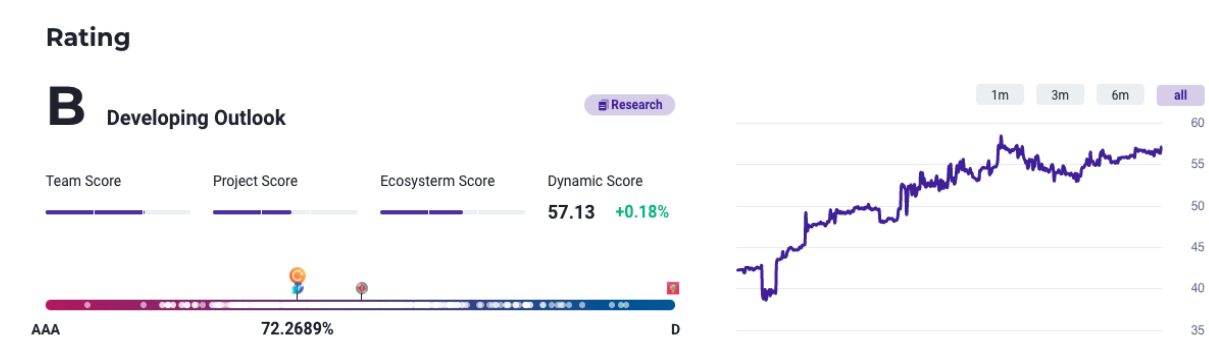 Rating
B Developing Outlook
Research
Team Score
Project Score
Ecosysterm Score
Dynamic Score
57.13 +0.18%
AAA
72.2689%
D
1m 3m 6m all
60
55
50
45
40
35